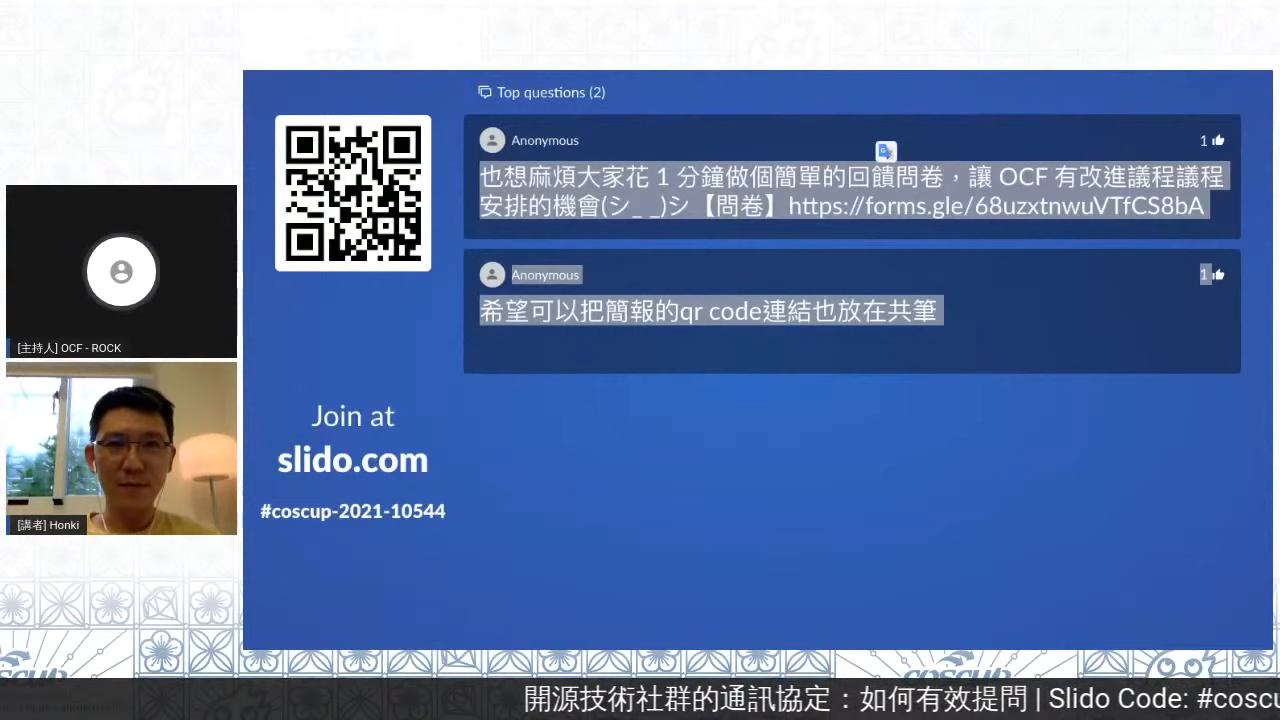 Top questions (2)
Anonymous
1
也想麻煩大家花 1 分鐘做個簡單的回饋問卷，讓 OCF 有改進議程議程
安排的機會(シ_ _)シ【問卷】https://forms.gle/68uzxtnwuVTfCS8bA
Anonymous
1
希望可以把簡報的qr code連結也放在共筆
Join at
slido.com
#coscup-2021-10544
[主持人] OCF - ROCK
[講者] Honki
coscup
開源技術社群的通訊協定：如何有效提問 | Slido Code: #coscu